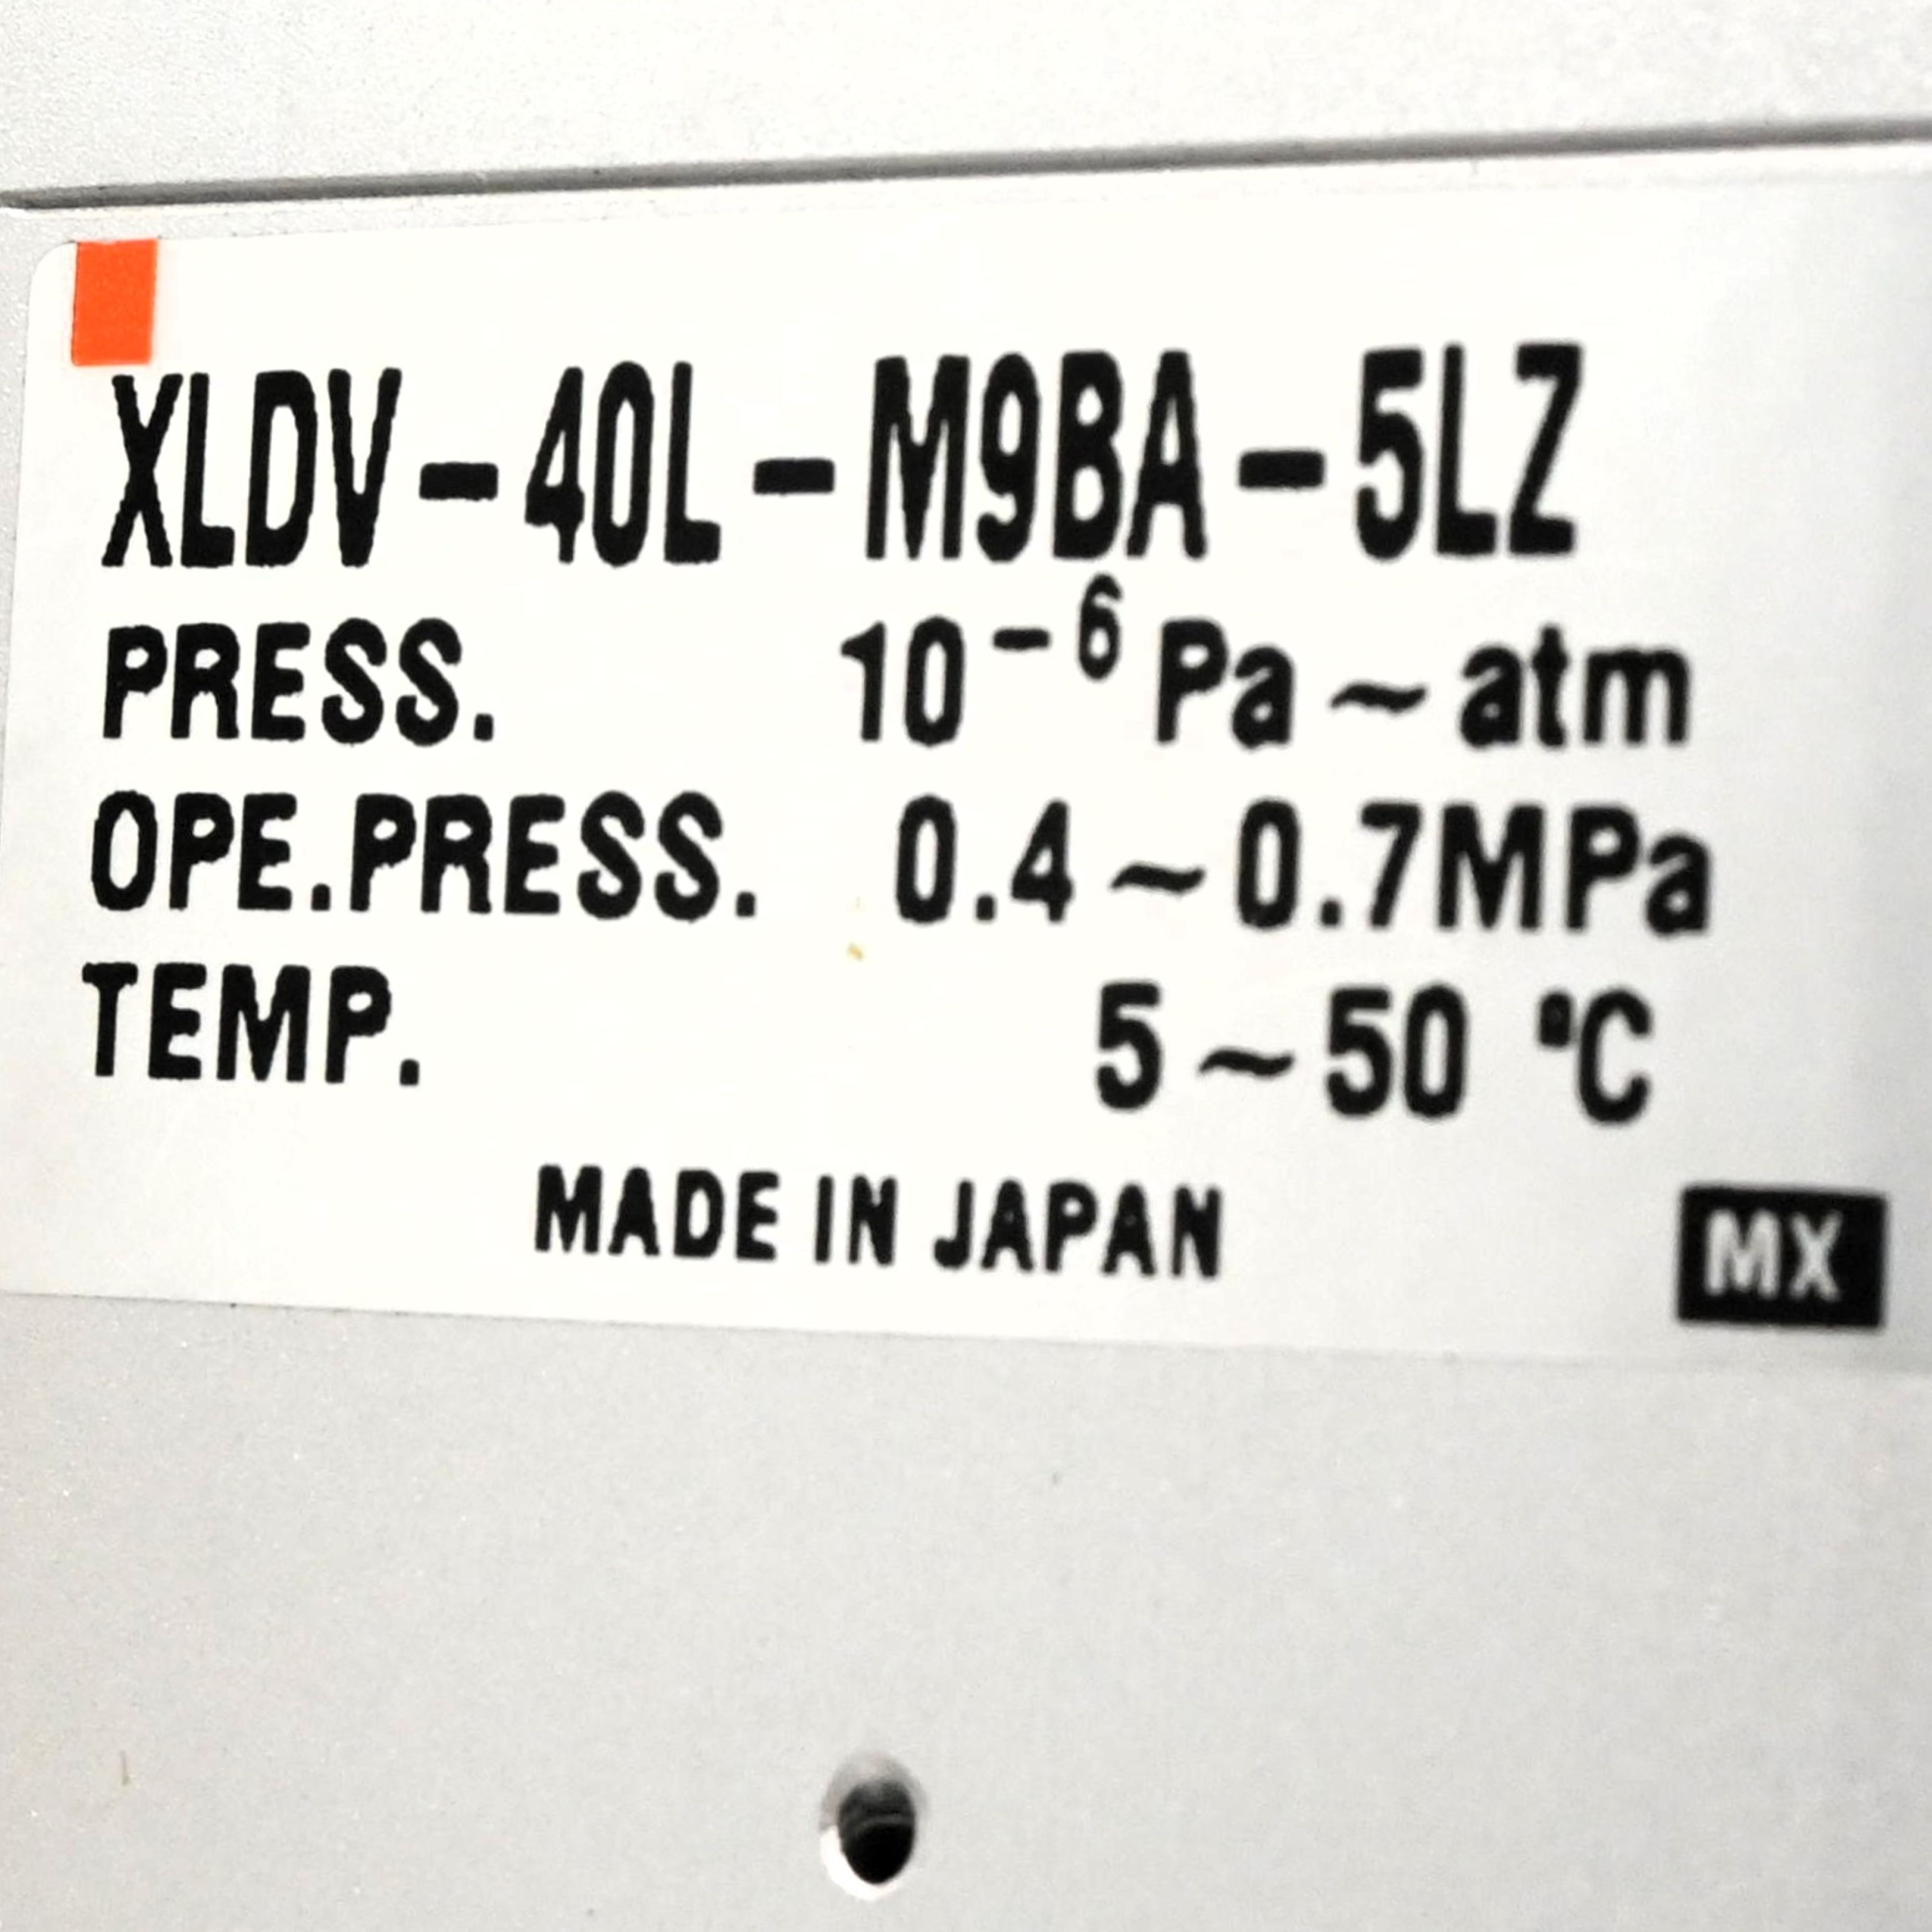 XLDV-40L-M9BA-5LZ
PRESS. 10⁻⁶ Pa~atm
OPE.PRESS. 0.4~0.7MPa
TEMP. 5~50 °C
MADE IN JAPAN
MX